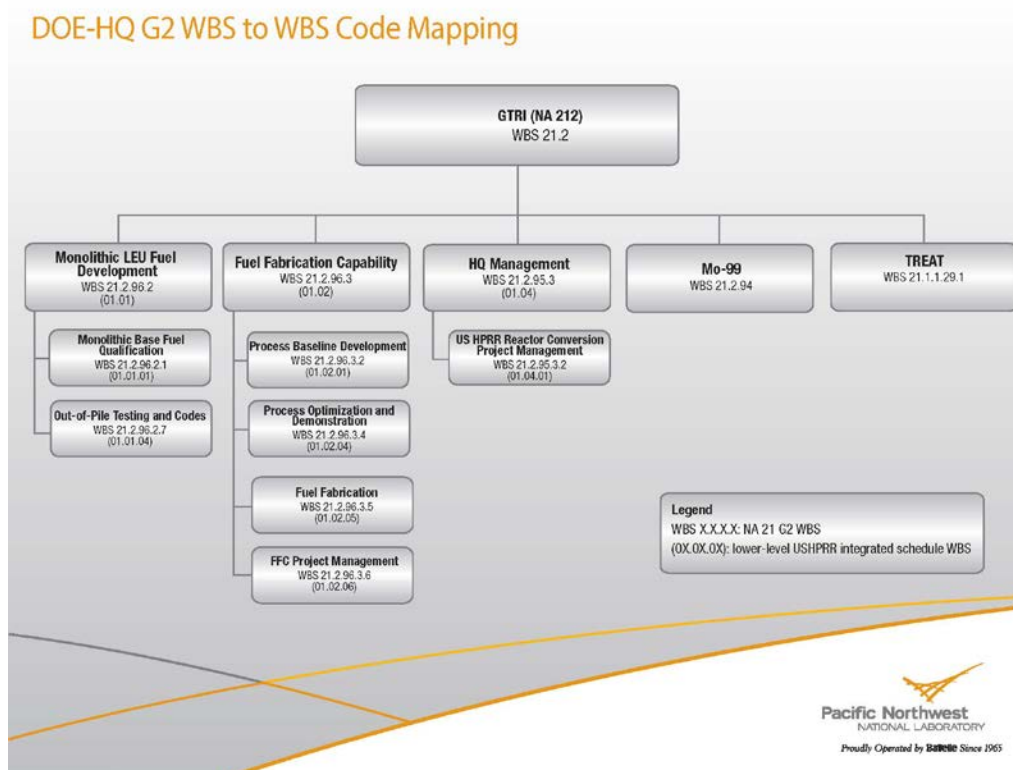 DOE-HQ G2 WBS to WBS Code Mapping
GTRI (NA 212)
WBS 21.2
Monolithic LEU Fuel
Development
WBS 21.2.96.2
(01.01)
Monolithic Base Fuel
Qualification
WBS 21.2.96.2.1
(01.01.01)
Out-of-Pile Testing and Codes
WBS 21.2.96.2.7
(01.01.04)
Fuel Fabrication Capability
WBS 21.2.96.3
(01.02)
Process Baseline Development
WBS 21.2.96.3.2
(01.02.01)
Process Optimization and
Demonstration
WBS 21.2.96.3.4
(01.02.04)
Fuel Fabrication
WBS 21.2.96.3.5
(01.02.05)
FFC Project Management
WBS 21.2.96.3.6
(01.02.06)
HQ Management
WBS 21.2.95.3
(01.04)
US HPRR Reactor Conversion
Project Management
WBS 21.2.95.3.2
(01.04.01)
Mo-99
WBS 21.2.94
TREAT
WBS 21.1.1.29.1
Legend
WBS X.X.X.X: NA 21 G2 WBS
(0X.0X.0X): lower-level USHPRR integrated schedule WBS
Pacific Northwest
NATIONAL LABORATORY
Proudly Operated by Battelle Since 1965